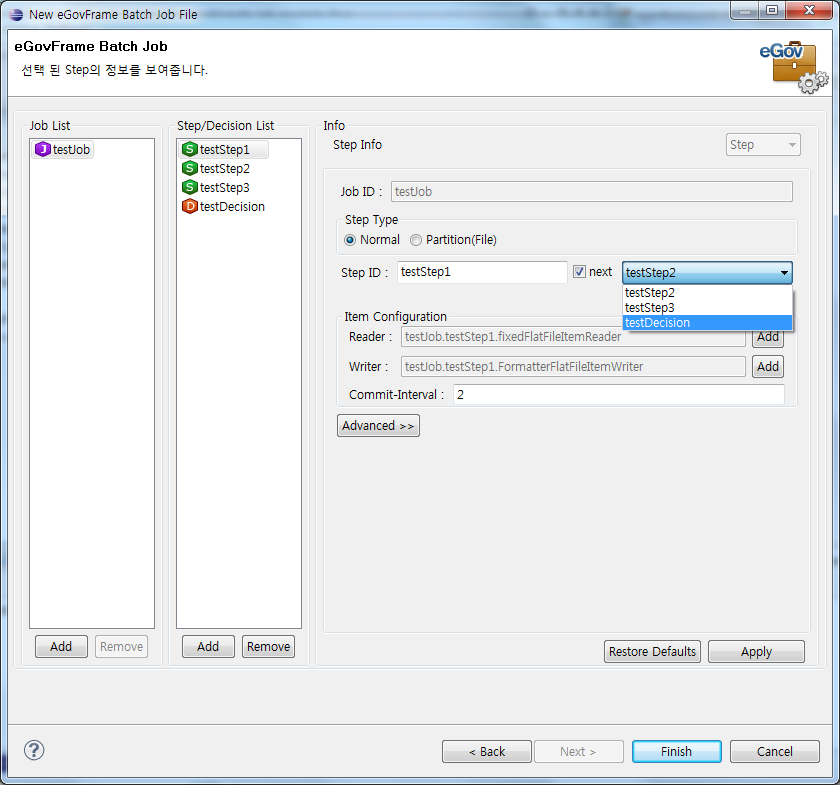 New eGovFrame Batch Job File
eGovFrame Batch Job
선택 된 Step의 정보를 보여줍니다.
eGov
Job List
testJob
Add
Remove
Step/Decision List
testStep1
testStep2
testStep3
testDecision
Add
Remove
Info
Step Info
Step
Job ID :
testJob
Step Type
Normal
Partition(File)
Step ID :
testStep1
next
testStep2
testStep2
testStep3
testDecision
Item Configuration
Reader :
testJob.testStep1.fixedFlatFileItemReader
Add
Writer :
testJob.testStep1.FormatterFlatFileItemWriter
Add
Commit-Interval :
2
Advanced >>
Restore Defaults
Apply
?
< Back
Next >
Finish
Cancel